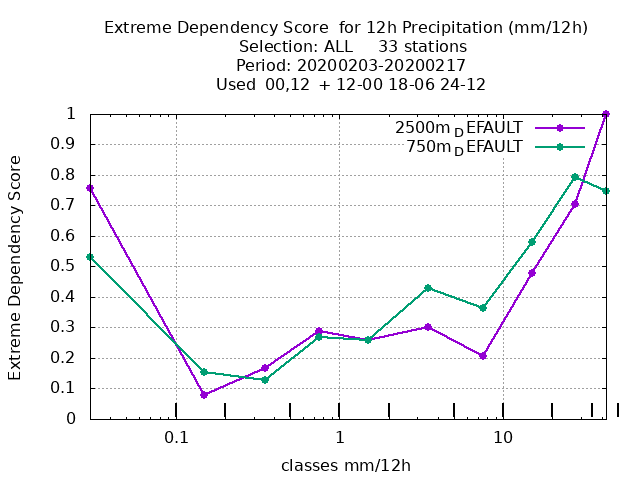 Extreme Dependency Score  for 12h Precipitation (mm/12h)
Selection: ALL     33 stations
Period: 20200203-20200217
Used  00,12  + 12-00 18-06 24-12
2500m_DEFAULT
750m_DEFAULT
Extreme Dependency Score
1
0.9
0.8
0.7
0.6
0.5
0.4
0.3
0.2
0.1
0
0.1 1 10
classes mm/12h